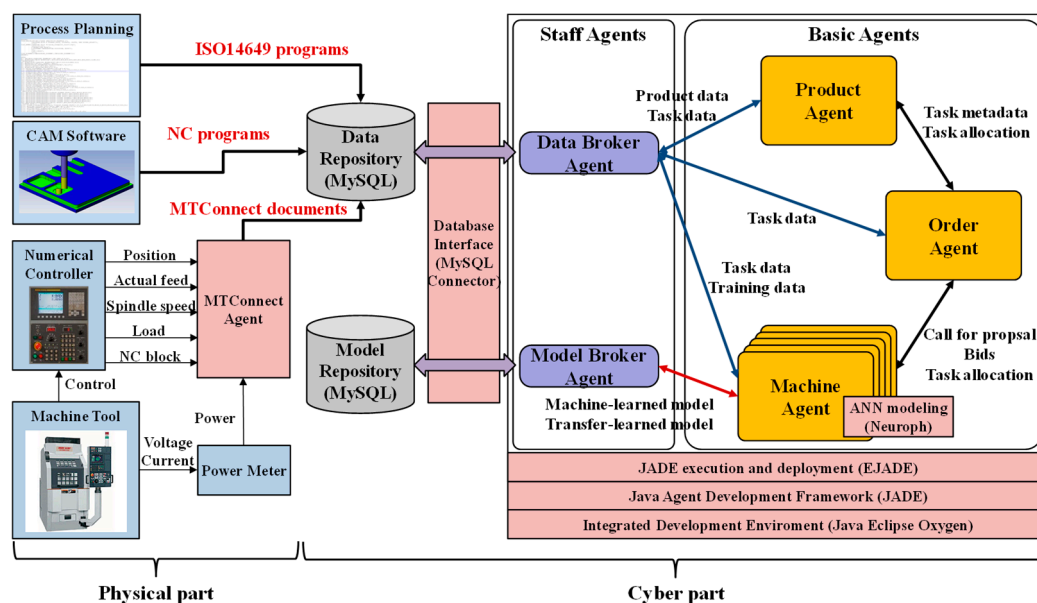 Process Planning
ISO14649 programs
CAM Software
NC programs
MTConnect documents
Data
Repository
(MySQL)
Numerical
Controller
Position
Actual feed
Spindle speed
Load
NC block
MTConnect
Agent
Control
Machine Tool
Voltage
Current
Power
Power Meter
Model
Repository
(MySQL)
Database
Interface
(MySQL
Connector)
Staff Agents
Basic Agents
Data Broker
Agent
Model Broker
Agent
Product data
Task data
Product
Agent
Task metadata
Task allocation
Task data
Order
Agent
Task data
Training data
Call for propsal
Bids
Task allocation
Machine
Agent
ANN modeling
(Neuroph)
Machine-learned model
Transfer-learned model
JADE execution and deployment (EJADE)
Java Agent Development Framework (JADE)
Integrated Development Enviroment (Java Eclipse Oxygen)
Physical part
Cyber part